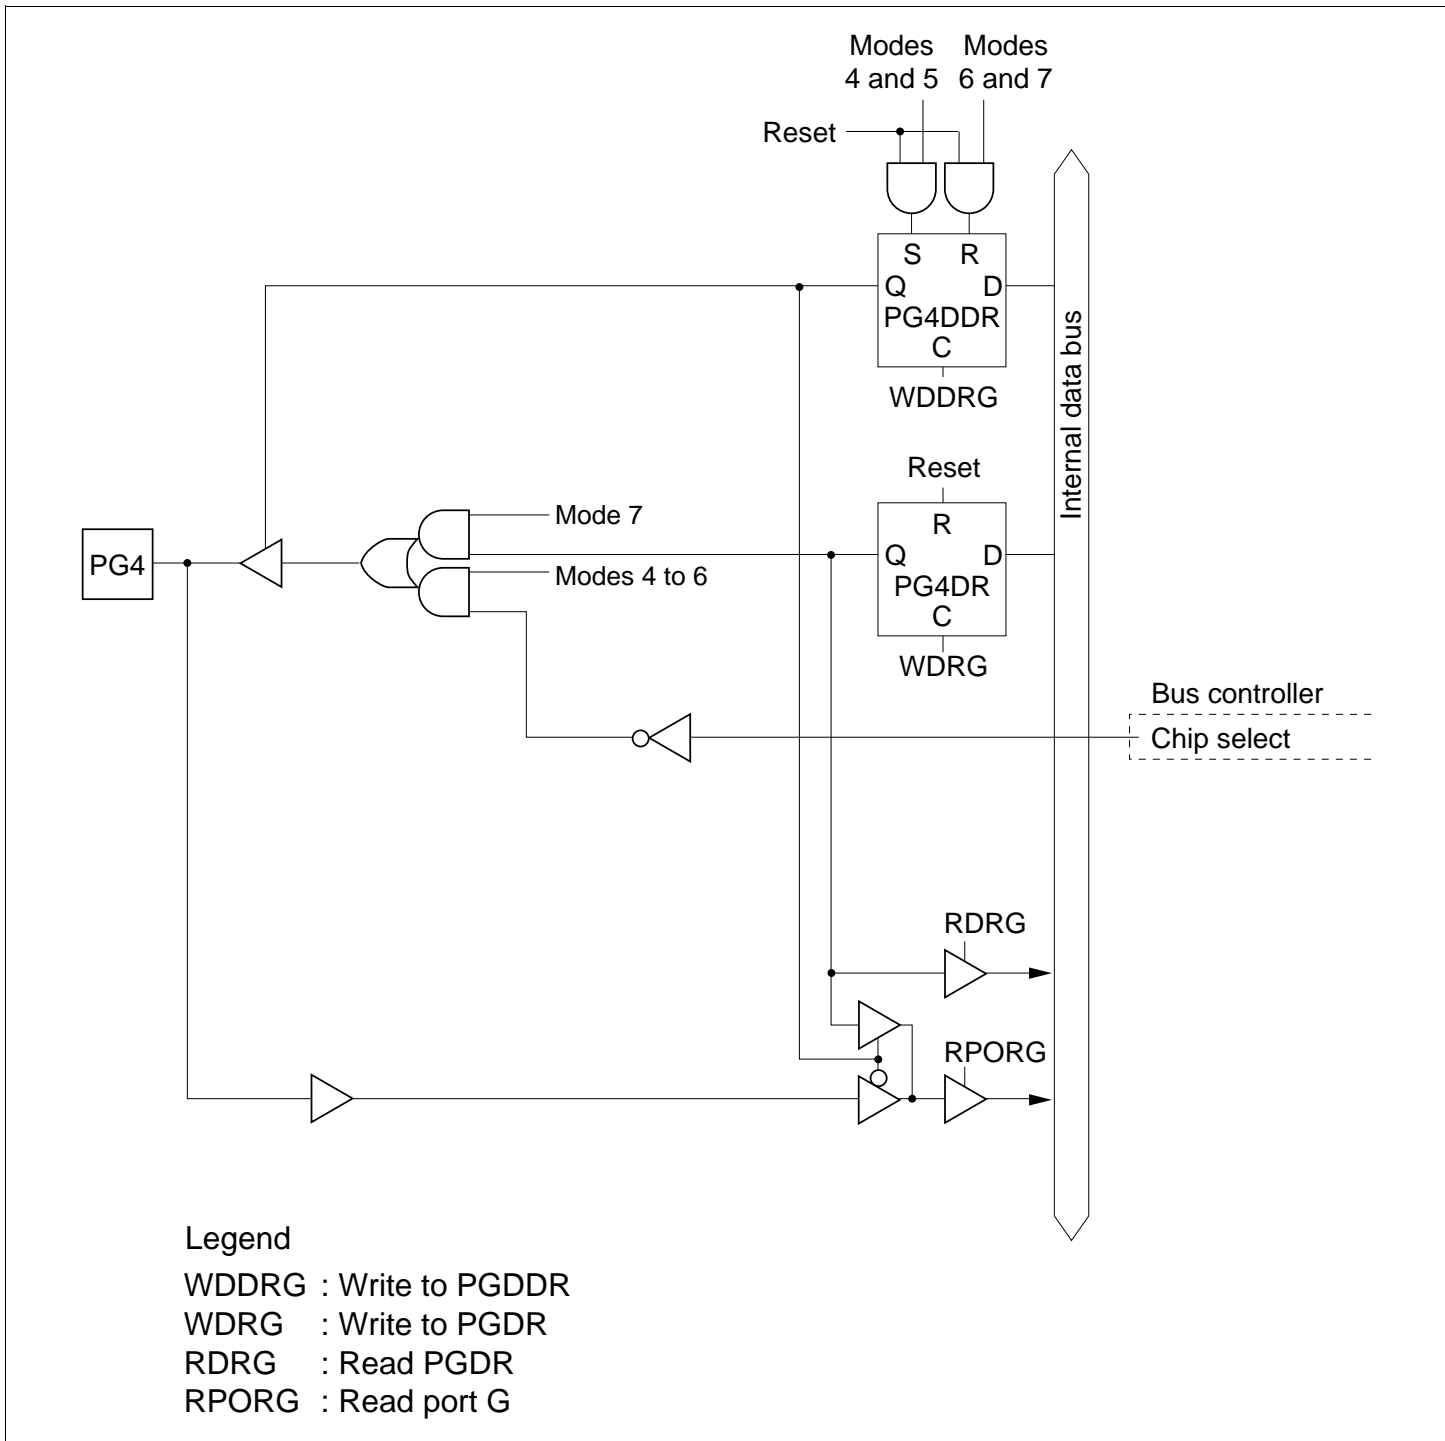 Modes Modes
4 and 5 6 and 7
Reset
S R
Q D
PG4DDR
C
WDDRG
Internal data bus
Reset
R
Mode 7
Q D
PG4
Modes 4 to 6
PG4DR
C
WDRG
Bus controller
Chip select
RDRG
RPORG
Legend
WDDRG : Write to PGDDR
WDRG : Write to PGDR
RDRG : Read PGDR
RPORG : Read port G